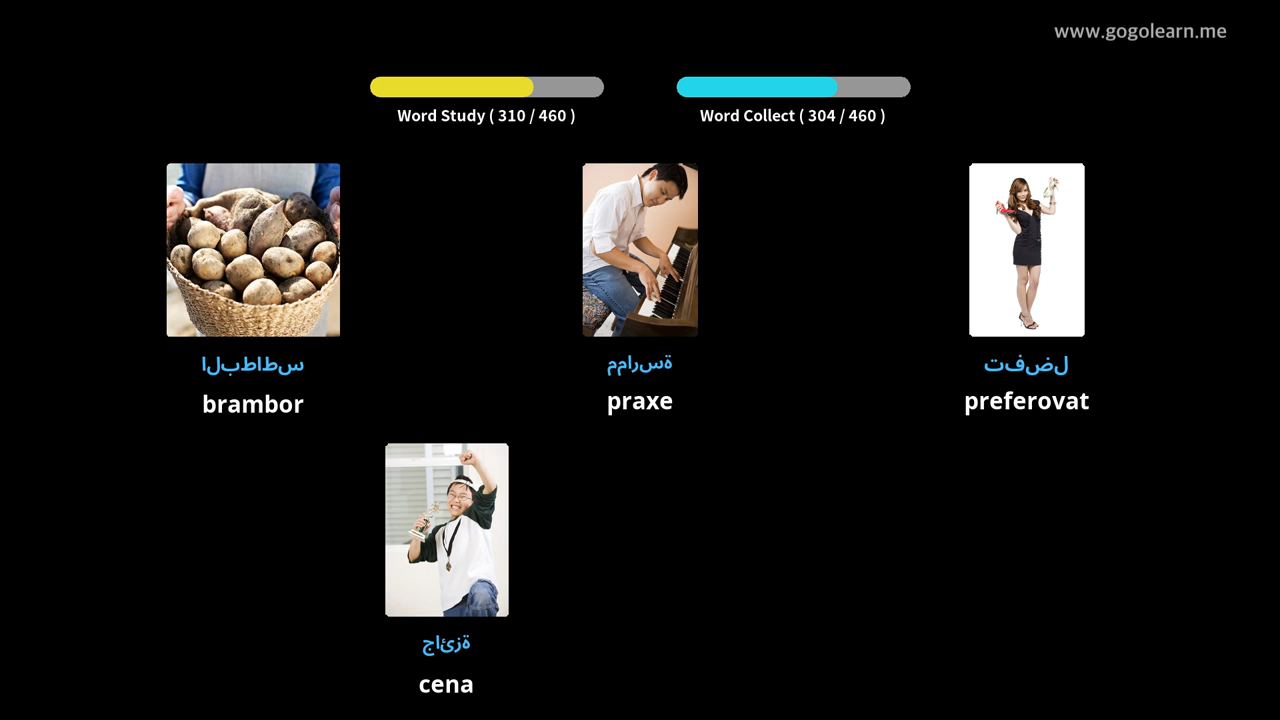 www.gogolearn.me
Word Study ( 310 / 460 )
Word Collect ( 304 / 460 )
البطاطس
brambor
ممارسة
praxe
تفضل
preferovat
جائزة
cena